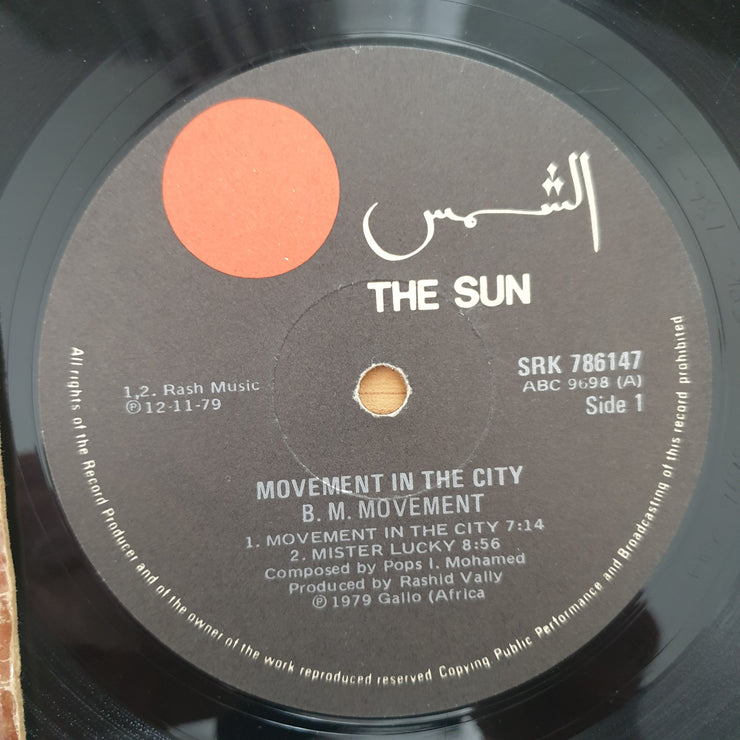 الشمس
THE SUN
SRK 786147
ABC 9698 (A)
Side 1
1,2. Rash Music
℗12-11-79
MOVEMENT IN THE CITY
B. M. MOVEMENT
1. MOVEMENT IN THE CITY 7:14
2. MISTER LUCKY 8:56
Composed by Pops I. Mohamed
Produced by Rashid Vally
℗ 1979 Gallo (Africa
All rights of the Record Producer and of the owner of the work reproduced reserved Copying, Public Performance and Broadcasting of this record prohibited